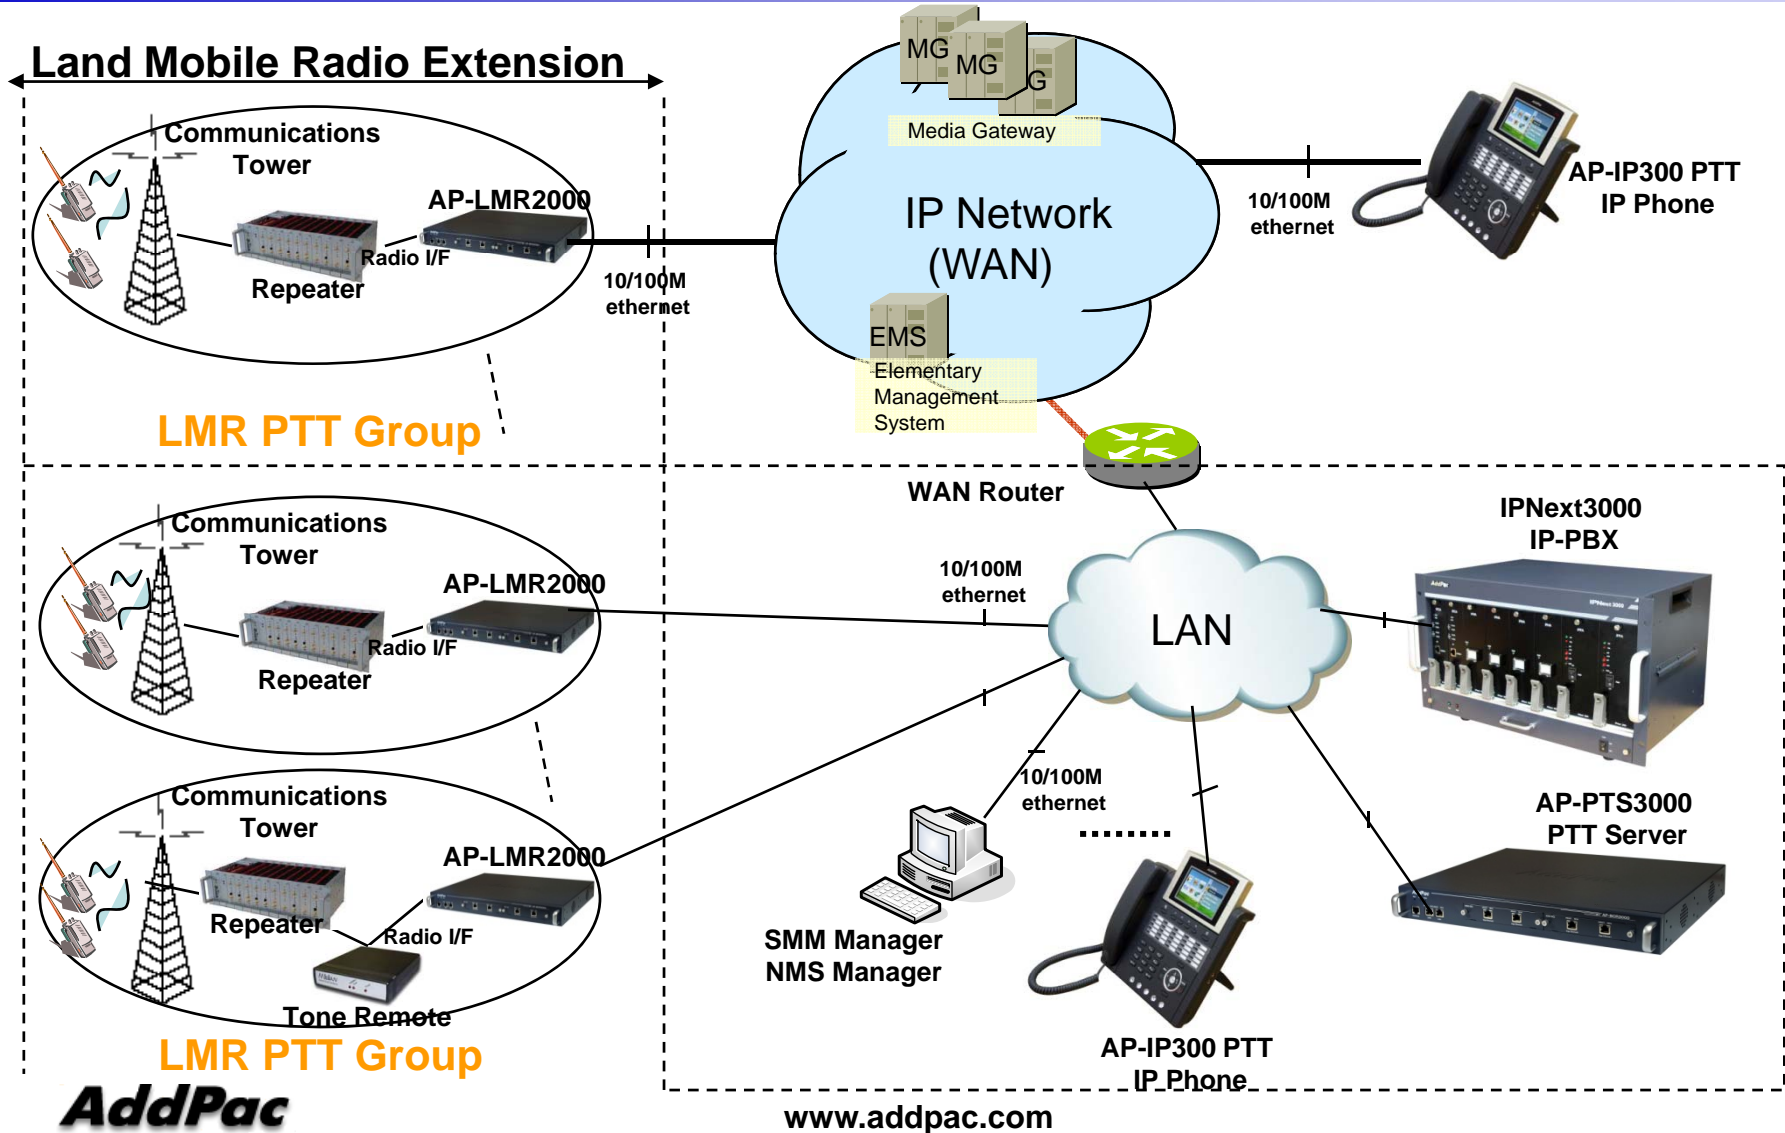 Land Mobile Radio Extension
MG
MG
G
Media Gateway
Communications
Tower
AP-LMR2000
Radio I/F
Repeater
10/100M
ethernet
IP Network
(WAN)
10/100M
ethernet
AP-IP300 PTT
IP Phone
EMS
Elementary
Management
System
LMR PTT Group
WAN Router
Communications
Tower
AP-LMR2000
Radio I/F
Repeater
10/100M
ethernet
LAN
IPNext3000
IP-PBX
AddPac
IPNext 3000
Communications
Tower
AP-LMR2000
Repeater
Radio I/F
Tone Remote
LMR PTT Group
10/100M
ethernet
SMM Manager
NMS Manager
AP-IP300 PTT
IP Phone
AP-PTS3000
PTT Server
AddPac
www.addpac.com